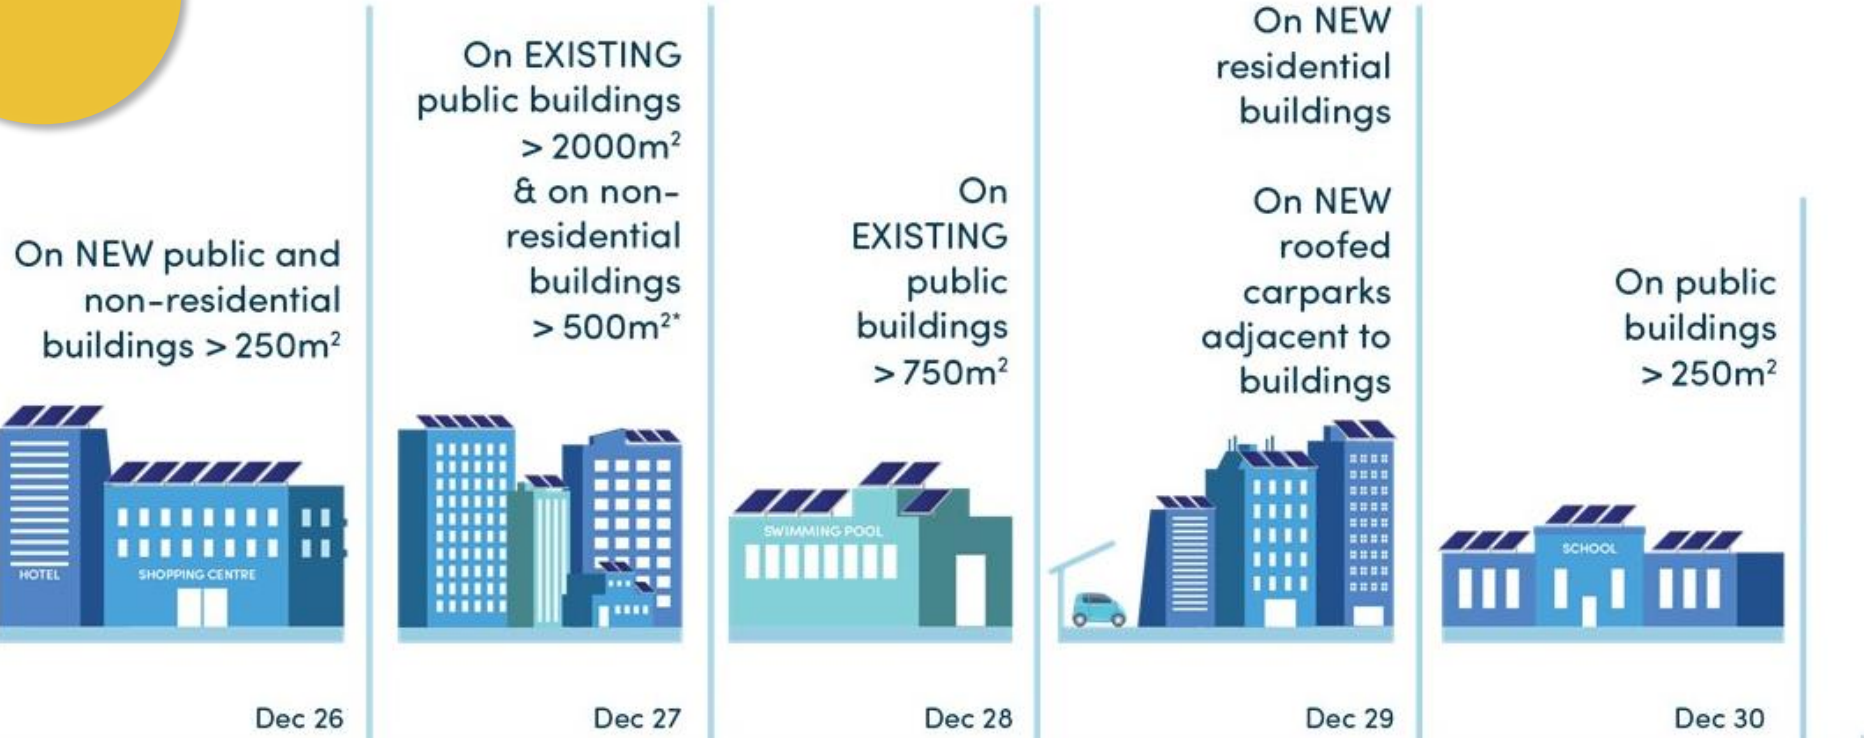 On NEW public and
non-residential
buildings > 250m²
HOTEL
SHOPPING CENTRE
Dec 26
On EXISTING
public buildings
> 2000m²
& on non-
residential
buildings
> 500m²*
Dec 27
On
EXISTING
public
buildings
> 750m²
SWIMMING POOL
Dec 28
On NEW
residential
buildings
On NEW
roofed
carparks
adjacent to
buildings
Dec 29
On public
buildings
> 250m²
SCHOOL
Dec 30